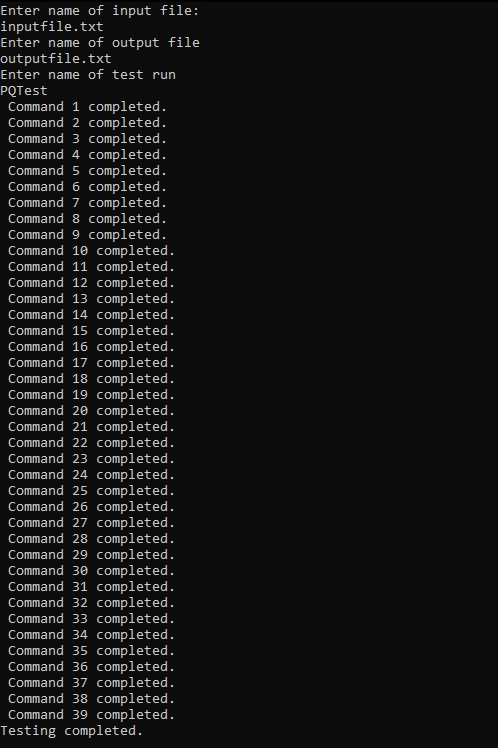 Enter name of input file:
inputfile.txt
Enter name of output file
outputfile.txt
Enter name of test run
PQTest
Command 1 completed.
Command 2 completed.
Command 3 completed.
Command 4 completed.
Command 5 completed.
Command 6 completed.
Command 7 completed.
Command 8 completed.
Command 9 completed.
Command 10 completed.
Command 11 completed.
Command 12 completed.
Command 13 completed.
Command 14 completed.
Command 15 completed.
Command 16 completed.
Command 17 completed.
Command 18 completed.
Command 19 completed.
Command 20 completed.
Command 21 completed.
Command 22 completed.
Command 23 completed.
Command 24 completed.
Command 25 completed.
Command 26 completed.
Command 27 completed.
Command 28 completed.
Command 29 completed.
Command 30 completed.
Command 31 completed.
Command 32 completed.
Command 33 completed.
Command 34 completed.
Command 35 completed.
Command 36 completed.
Command 37 completed.
Command 38 completed.
Command 39 completed.
Testing completed.